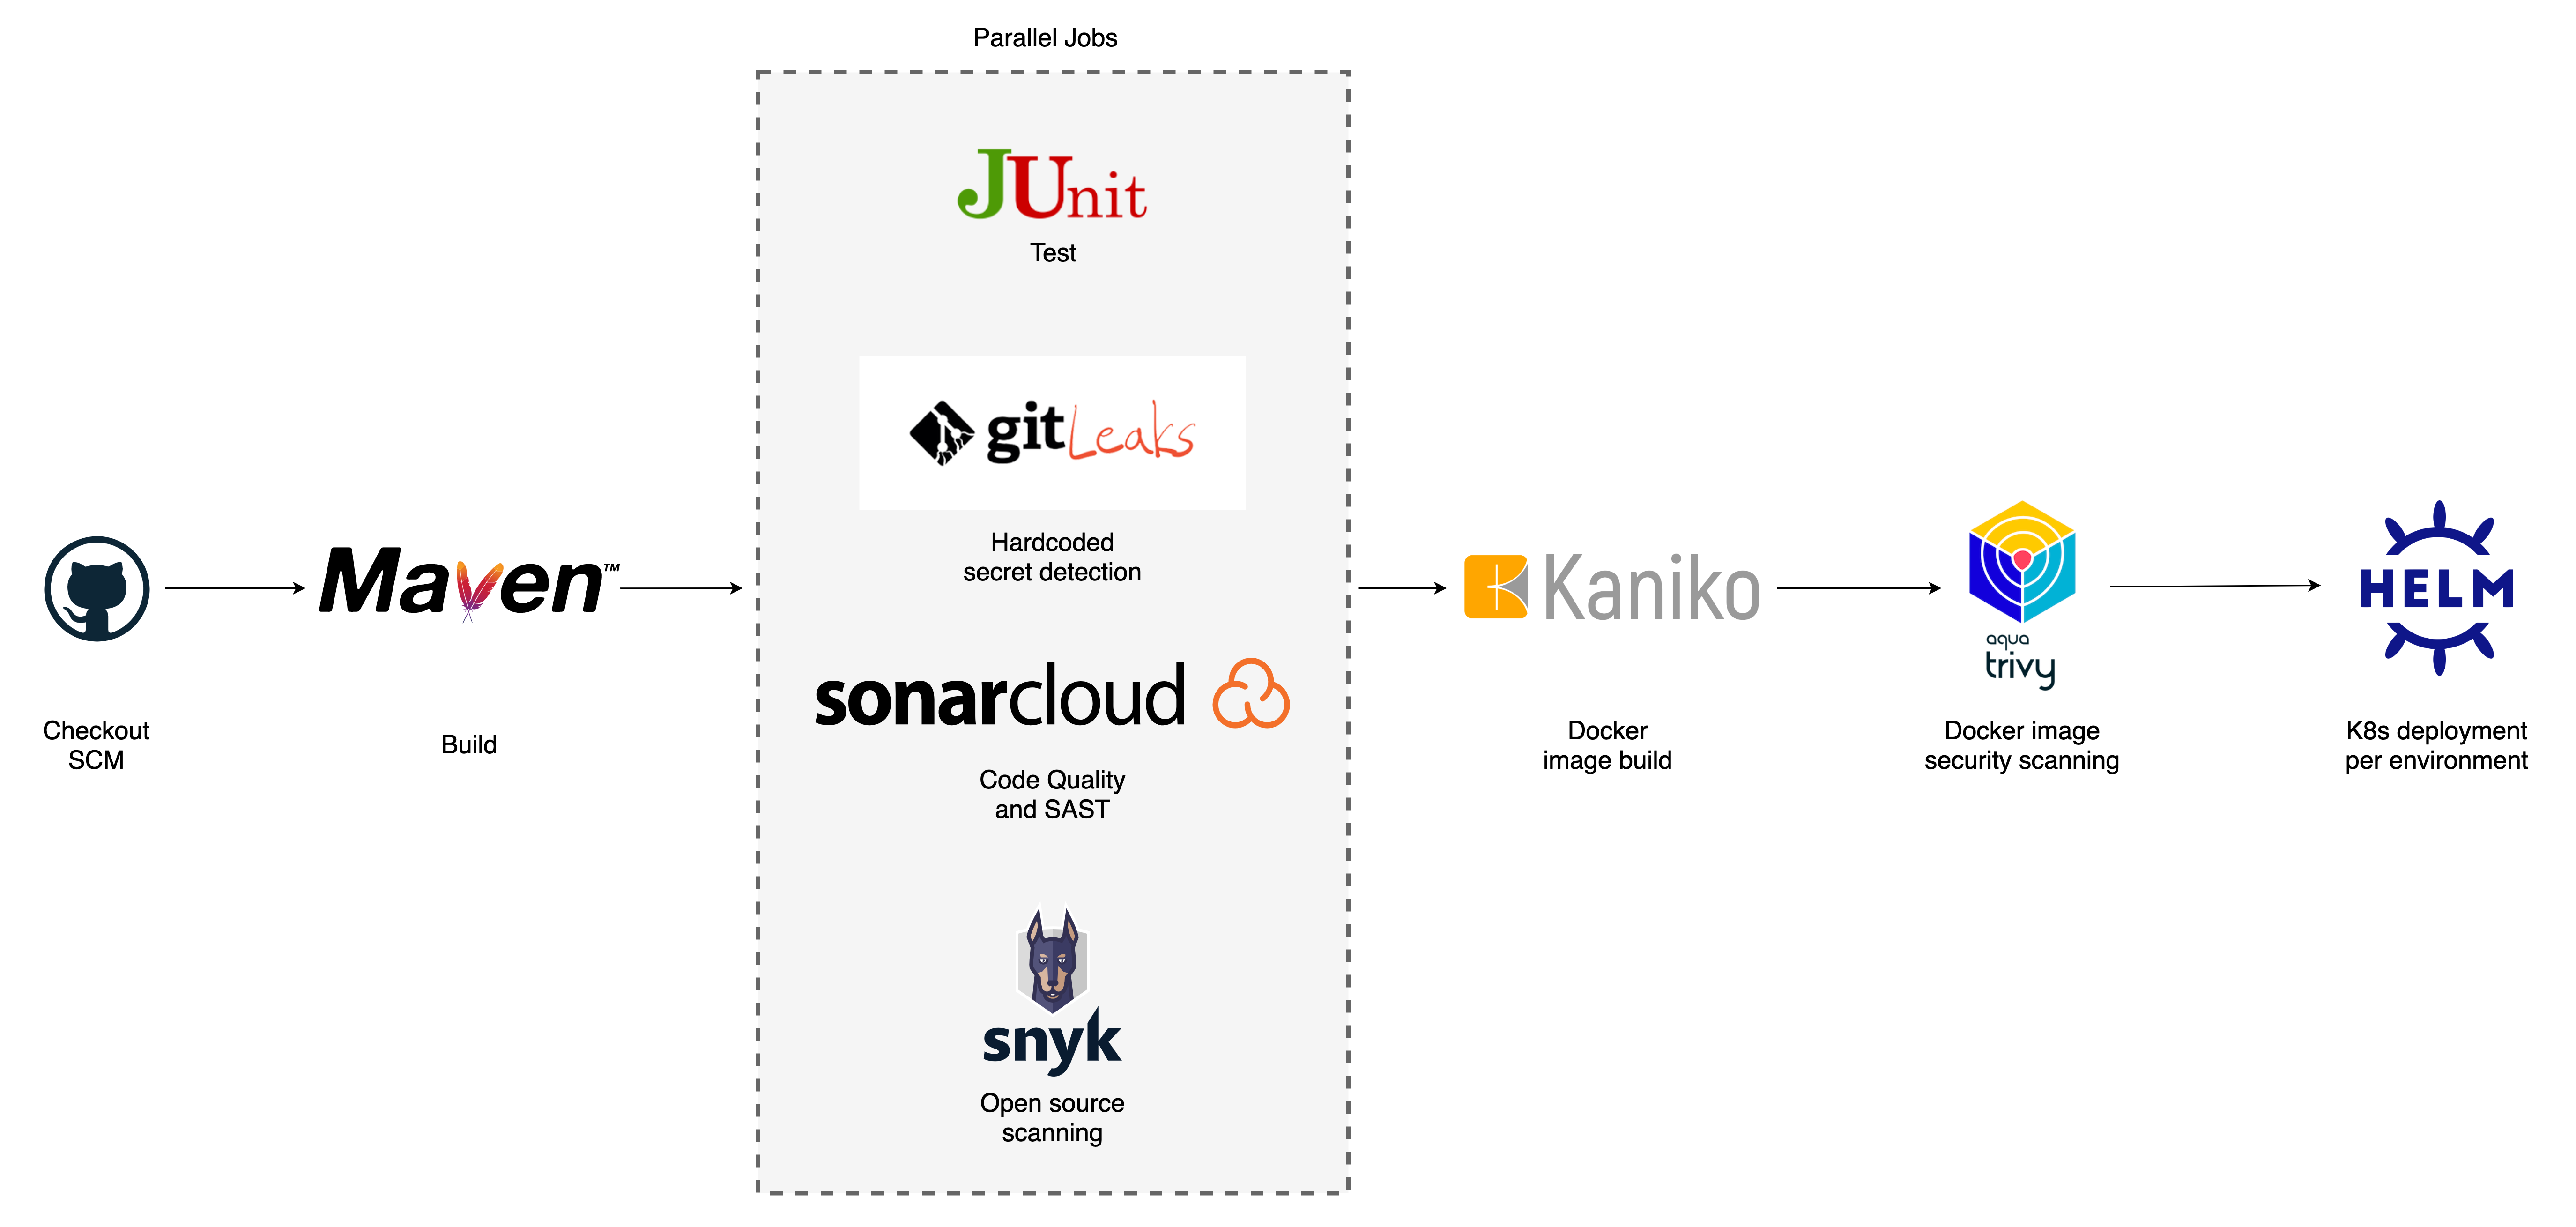 Parallel Jobs
JUnit
Test
gitLeaks
Hardcoded
secret detection
Maven™
Kaniko
HELM
aqua
trivy
sonarcloud
Checkout
SCM
Build
Code Quality
and SAST
Docker
image build
Docker image
security scanning
K8s deployment
per environment
snyk
Open source
scanning